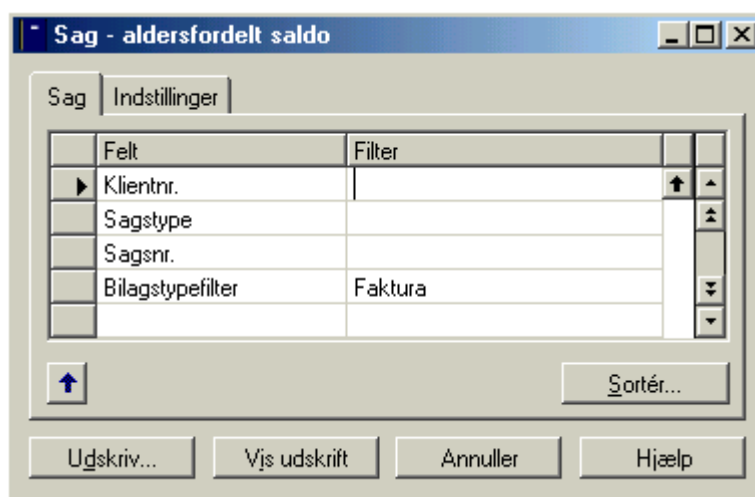 Sag - aldersfordelt saldo
Sag Indstillinger
Felt Filter
Klientnr.
Sagstype
Sagsnr.
Bilagstypefilter Faktura
Sortér...
Udskriv... Vis udskrift Annuller Hjælp